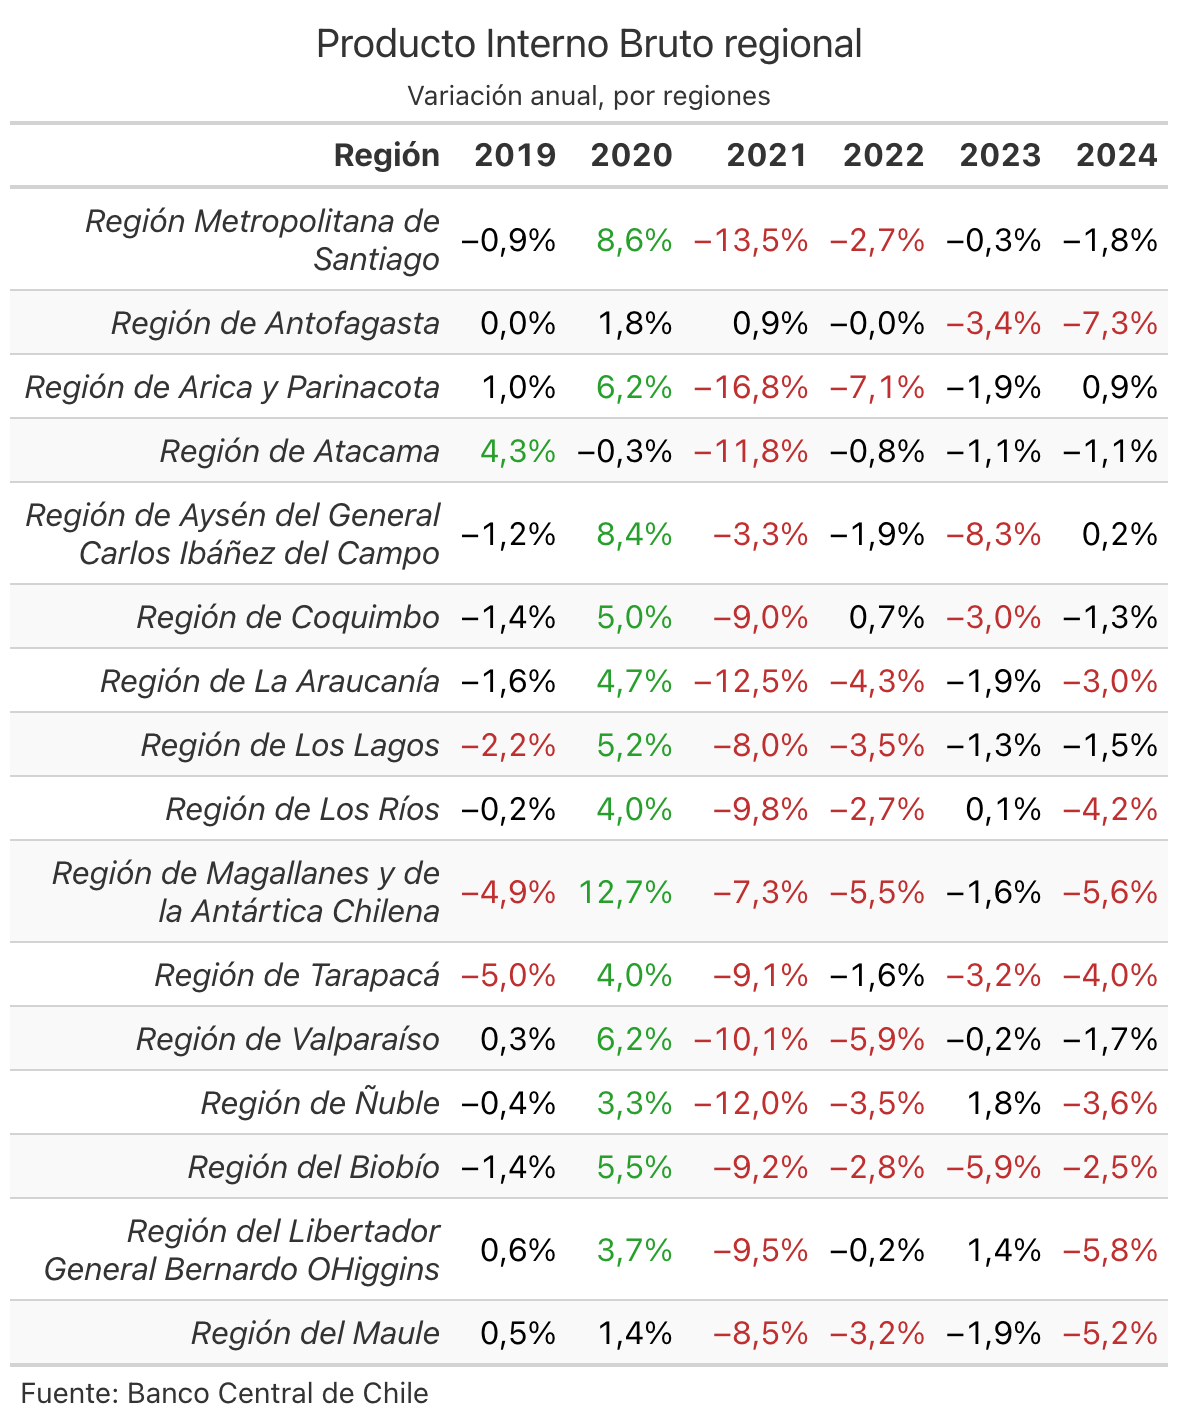 Producto Interno Bruto regional
Variación anual, por regiones
Región 2019 2020 2021 2022 2023 2024
Región Metropolitana de
Santiago −0,9% 8,6% −13,5% −2,7% −0,3% −1,8%
Región de Antofagasta 0,0% 1,8% 0,9% −0,0% −3,4% −7,3%
Región de Arica y Parinacota 1,0% 6,2% −16,8% −7,1% −1,9% 0,9%
Región de Atacama 4,3% −0,3% −11,8% −0,8% −1,1% −1,1%
Región de Aysén del General
Carlos Ibáñez del Campo −1,2% 8,4% −3,3% −1,9% −8,3% 0,2%
Región de Coquimbo −1,4% 5,0% −9,0% 0,7% −3,0% −1,3%
Región de La Araucanía −1,6% 4,7% −12,5% −4,3% −1,9% −3,0%
Región de Los Lagos −2,2% 5,2% −8,0% −3,5% −1,3% −1,5%
Región de Los Ríos −0,2% 4,0% −9,8% −2,7% 0,1% −4,2%
Región de Magallanes y de
la Antártica Chilena −4,9% 12,7% −7,3% −5,5% −1,6% −5,6%
Región de Tarapacá −5,0% 4,0% −9,1% −1,6% −3,2% −4,0%
Región de Valparaíso 0,3% 6,2% −10,1% −5,9% −0,2% −1,7%
Región de Ñuble −0,4% 3,3% −12,0% −3,5% 1,8% −3,6%
Región del Biobío −1,4% 5,5% −9,2% −2,8% −5,9% −2,5%
Región del Libertador
General Bernardo OHiggins 0,6% 3,7% −9,5% −0,2% 1,4% −5,8%
Región del Maule 0,5% 1,4% −8,5% −3,2% −1,9% −5,2%
Fuente: Banco Central de Chile